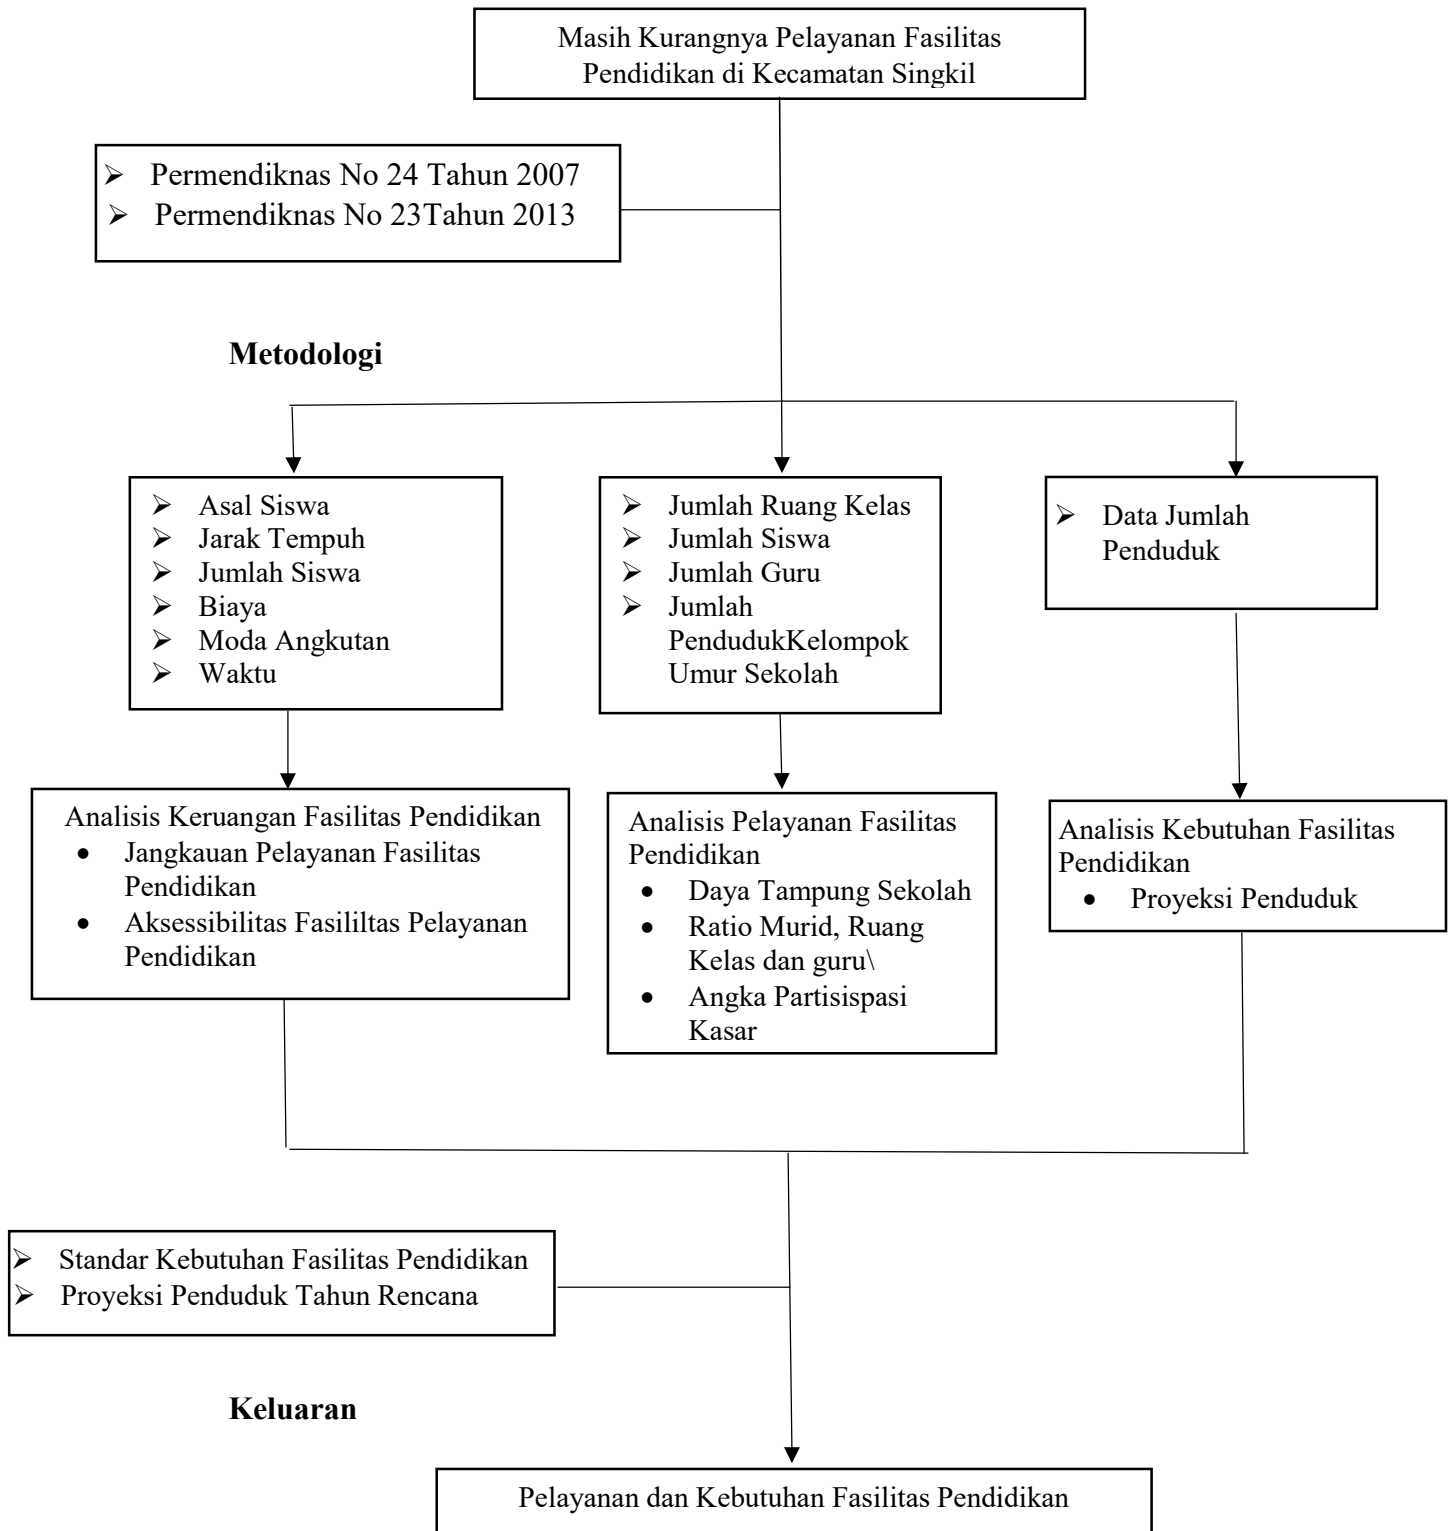 Masih Kurangnya Pelayanan Fasilitas
Pendidikan di Kecamatan Singkil
➢ Permendiknas No 24 Tahun 2007
➢ Permendiknas No 23Tahun 2013
Metodologi
➢ Asal Siswa
➢ Jarak Tempuh
➢ Jumlah Siswa
➢ Biaya
➢ Moda Angkutan
➢ Waktu
➢ Jumlah Ruang Kelas
➢ Jumlah Siswa
➢ Jumlah Guru
➢ Jumlah
PendudukKelompok
Umur Sekolah
➢ Data Jumlah
Penduduk
Analisis Keruangan Fasilitas Pendidikan
• Jangkauan Pelayanan Fasilitas
Pendidikan
• Aksessibilitas Fasililtas Pelayanan
Pendidikan
Analisis Pelayanan Fasilitas
Pendidikan
• Daya Tampung Sekolah
• Ratio Murid, Ruang
Kelas dan guru\
• Angka Partisispasi
Kasar
Analisis Kebutuhan Fasilitas
Pendidikan
• Proyeksi Penduduk
➢ Standar Kebutuhan Fasilitas Pendidikan
➢ Proyeksi Penduduk Tahun Rencana
Keluaran
Pelayanan dan Kebutuhan Fasilitas Pendidikan